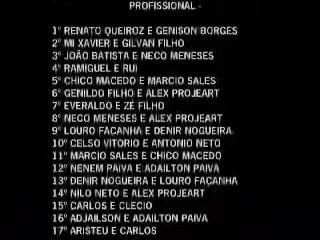 PROFISSIONAL -
1º RENATO QUEIROZ E GENISON BORGES
2º MI XAVIER E GILVAN FILHO
3º JOÃO BATISTA E NECO MENESES
4º RAMIGUEL E RUI
5º CHICO MACEDO E MARCIO SALES
6º GENILDO FILHO E ALEX PROJEART
7º EVERALDO E ZÉ FILHO
8º NECO MENESES E ALEX PROJEART
9º LOURO FAÇANHA E DENIR NOGUEIRA
10º CELSO VITORIO E ANTONIO NETO
11º MARCIO SALES E CHICO MACEDO
12º NENEM PAIVA E ADAILTON PAIVA
13º DENIR NOGUEIRA E LOURO FAÇANHA
14º NILO NETO E ALEX PROJEART
15º CARLOS E CLECIO
16º ADJAILSON E ADAILTON PAIVA
17º ARISTEU E CARLOS